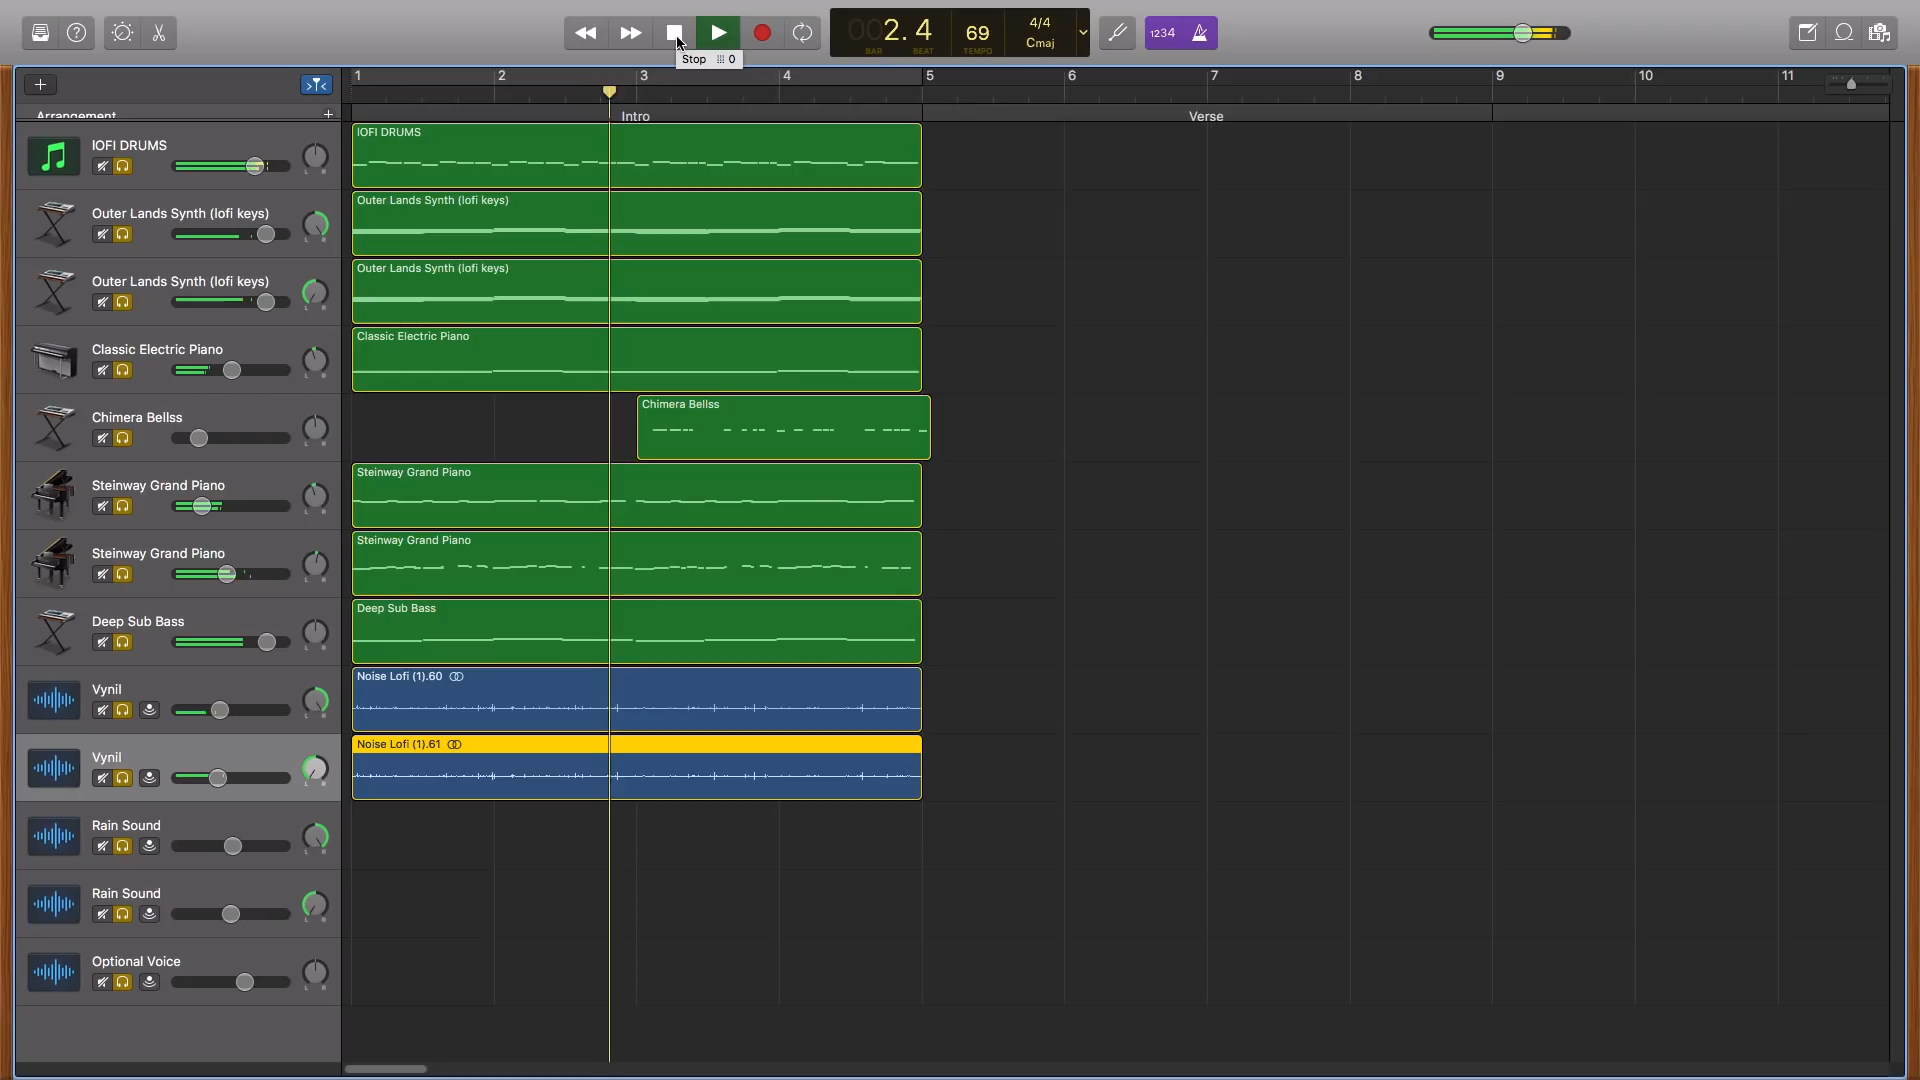 002.4
BAR
BEAT
69
TEMPO
4/4
Cmaj
1234
Stop 0
1 2 3 4 5 6 7 8 9 10 11
Arrangement
Intro
Verse
lOFI DRUMS
L R
lOFI DRUMS
Outer Lands Synth (lofi keys)
L R
Outer Lands Synth (lofi keys)
Outer Lands Synth (lofi keys)
L R
Outer Lands Synth (lofi keys)
Classic Electric Piano
L R
Classic Electric Piano
Chimera Bellss
L R
Chimera Bellss
Steinway Grand Piano
L R
Steinway Grand Piano
Steinway Grand Piano
L R
Steinway Grand Piano
Deep Sub Bass
L R
Deep Sub Bass
Vynil
L R
Noise Lofi (1).60
Vynil
L R
Noise Lofi (1).61
Rain Sound
L R
Rain Sound
L R
Optional Voice
L R